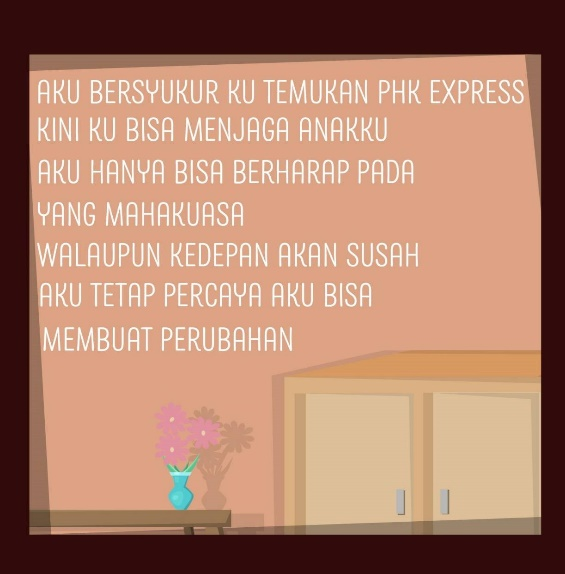 AKU BERSYUKUR KU TEMUKAN PHK EXPRESS
KINI KU BISA MENJAGA ANAKKU
AKU HANYA BISA BERHARAP PADA
YANG MAHAKUASA
WALAUPUN KEDEPAN AKAN SUSAH
AKU TETAP PERCAYA AKU BISA
MEMBUAT PERUBAHAN